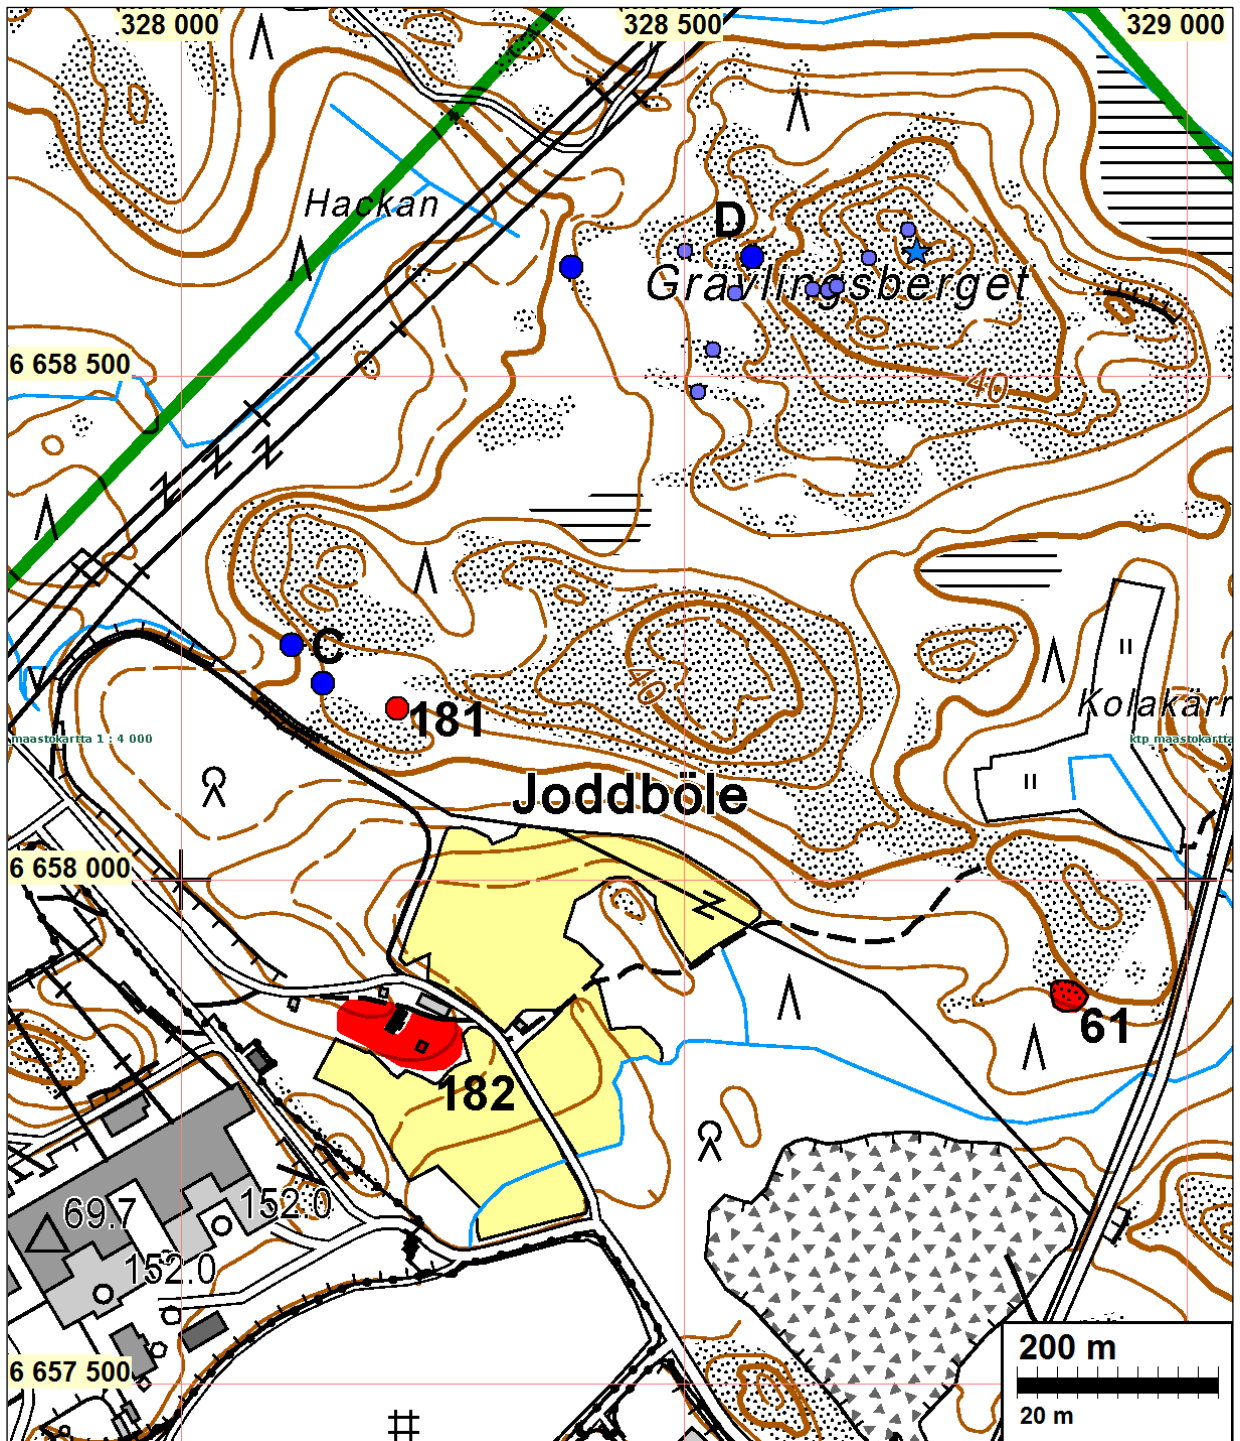 328 000
328 500
329 000
Hackan
D
Grävlingsberget
6 658 500
40
C
40
181
Kolakärr
maastokartta 1 : 4 000
ktp_maastokartta
Joddböle
6 658 000
61
182
69.7
152.0
152.0
200 m
6 657 500
20 m